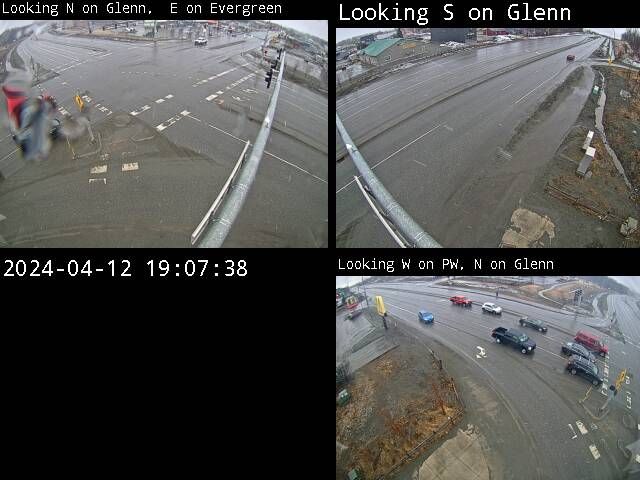 Looking N on Glenn,  E on Evergreen
Looking S on Glenn
2024-04-12 19:07:38
Looking W on PW, N on Glenn